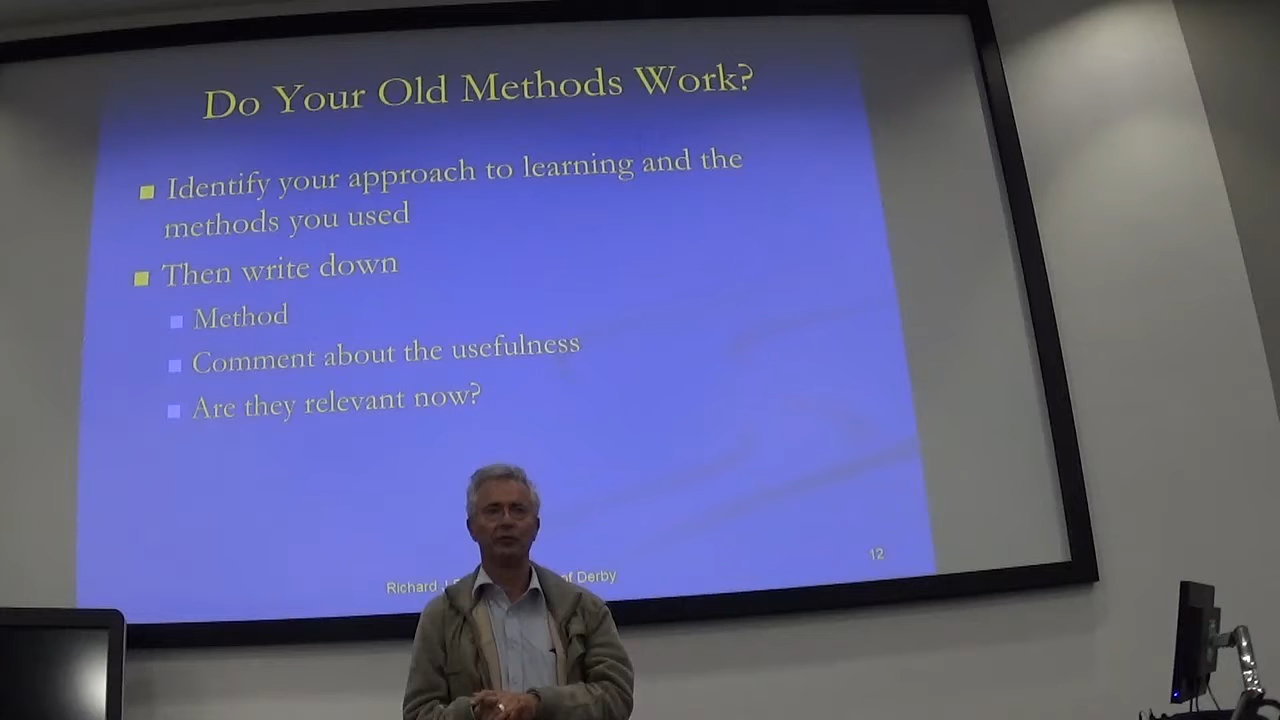 Do Your Old Methods Work?
Identify your approach to learning and the
methods you used
Then write down
Method
Comment about the usefulness
Are they relevant now?
12
Richard J of Derby